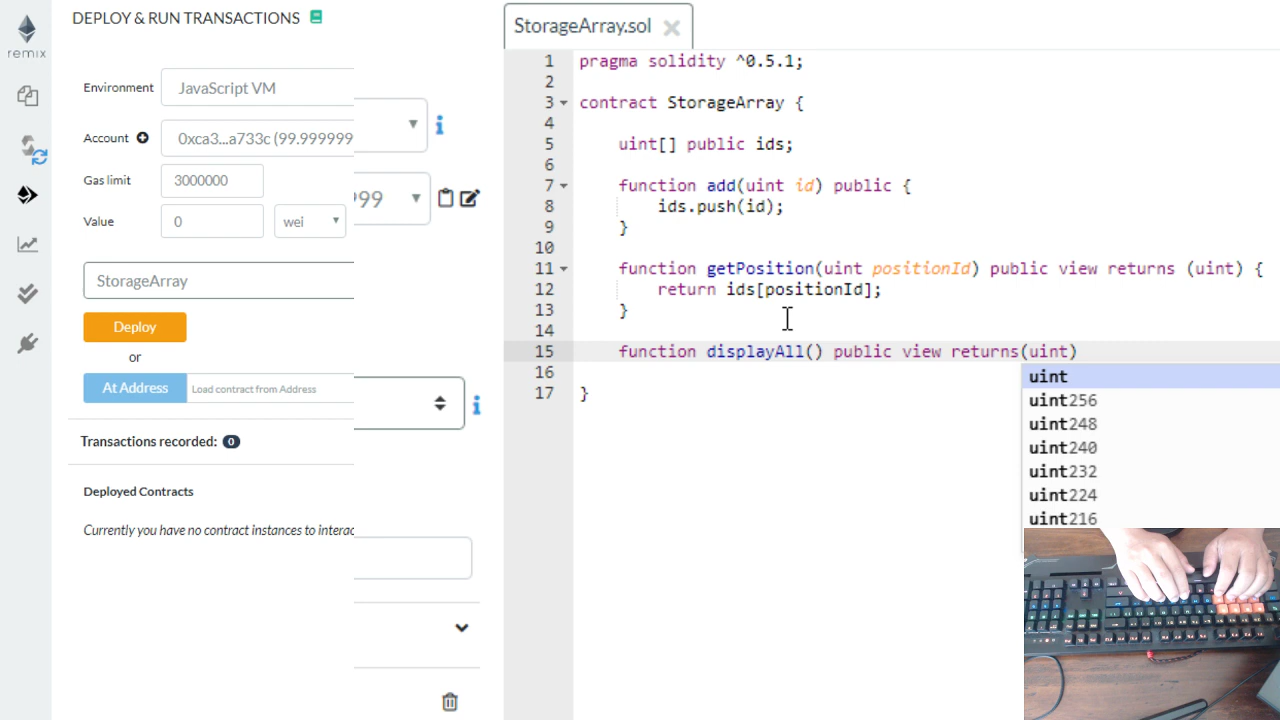 DEPLOY & RUN TRANSACTIONS
remix
Environment
JavaScript VM
Account
0xca3...a733c (99.999999
999
Gas limit
3000000
Value
0
wei
StorageArray
Deploy
or
At Address
Load contract from Address
Transactions recorded: 0
Deployed Contracts
Currently you have no contract instances to interac
StorageArray.sol
1 pragma solidity ^0.5.1;
2
3 contract StorageArray {
4
5 uint[] public ids;
6
7 function add(uint id) public {
8 ids.push(id);
9 }
10
11 function getPosition(uint positionId) public view returns (uint) {
12 return ids[positionId];
13 }
14
15 function displayAll() public view returns(uint)
16
17 }
uint
uint256
uint248
uint240
uint232
uint224
uint216